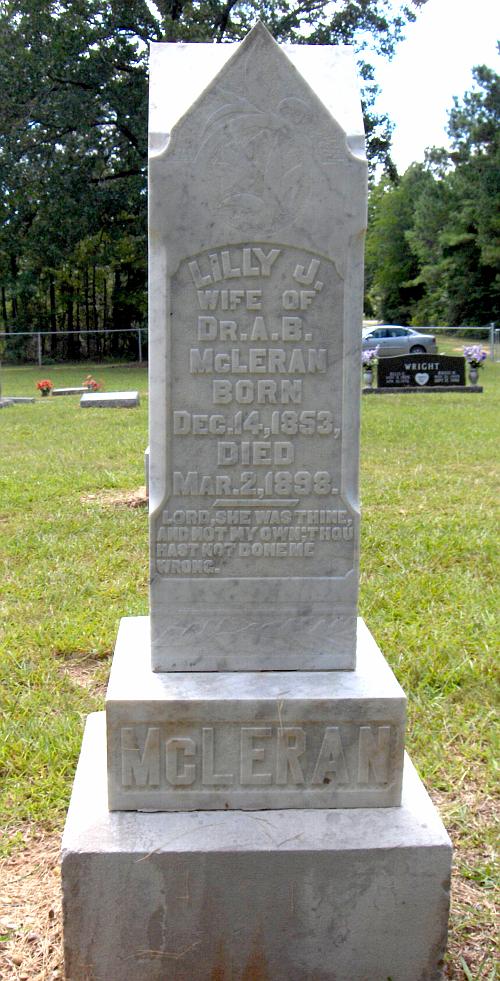 LILLY J.
WIFE OF
DR. A. B.
McLERAN
BORN
DEC. 14, 1853,
DIED
MAR. 2, 1898.
LORD, SHE WAS THINE,
AND NOT MY OWN: THOU
HAST NOT DONE ME
WRONG.
McLERAN
WRIGHT